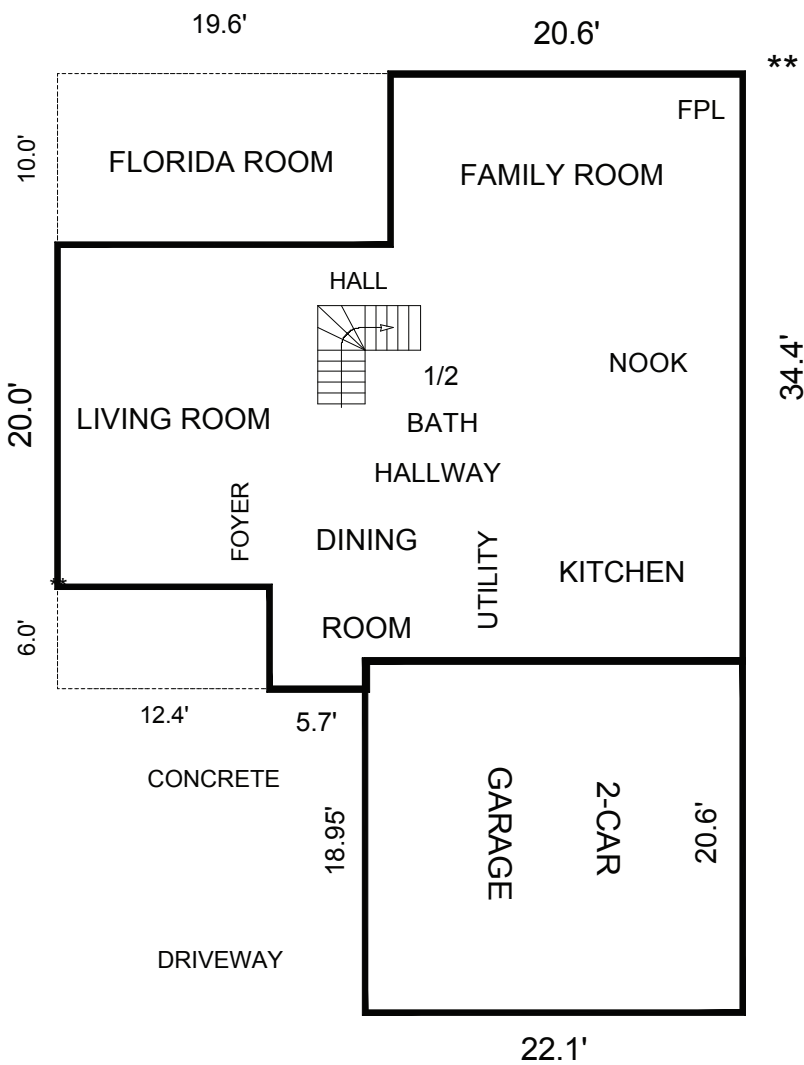 19.6'
20.6'
**
FPL
10.0'
FLORIDA ROOM
FAMILY ROOM
HALL
34.4'
NOOK
1/2
20.0'
LIVING ROOM
BATH
HALLWAY
FOYER
DINING
UTILITY
KITCHEN
**
6.0'
ROOM
12.4'
5.7'
CONCRETE
18.95'
GARAGE
2-CAR
20.6'
DRIVEWAY
22.1'